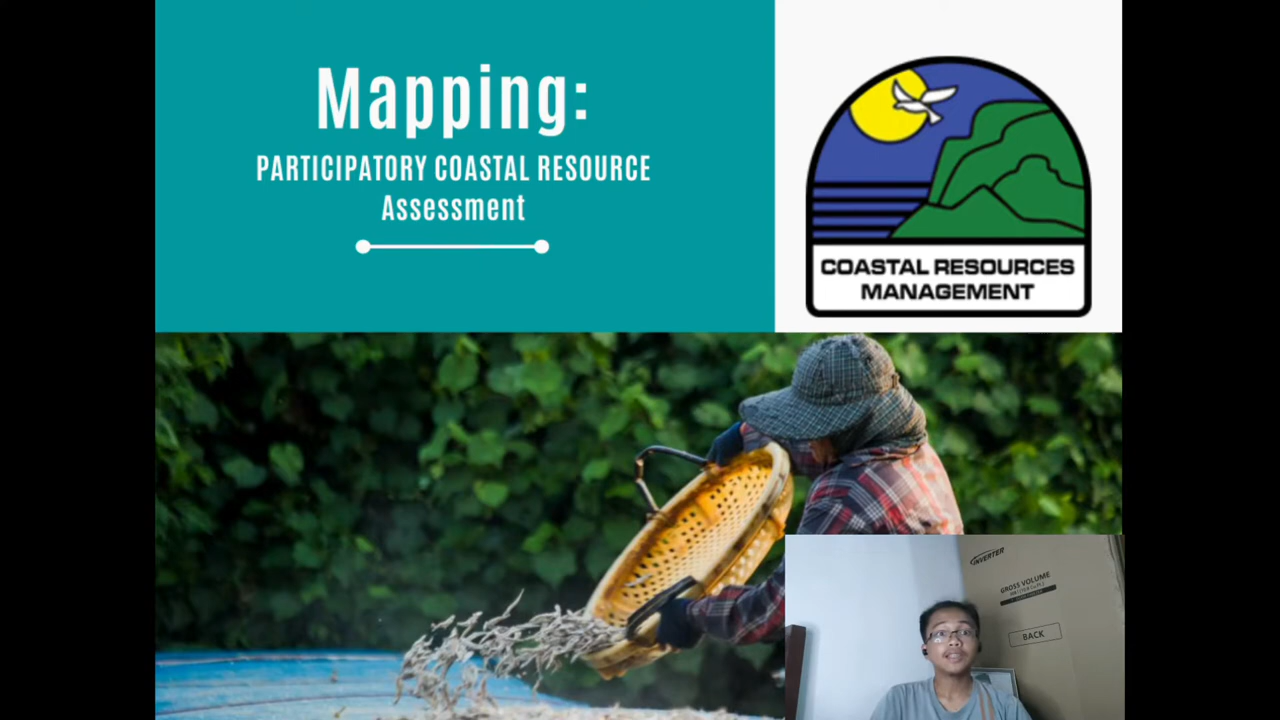 Mapping:
PARTICIPATORY COASTAL RESOURCE
Assessment
COASTAL RESOURCES
MANAGEMENT
INVERTER
GROSS VOLUME
BACK